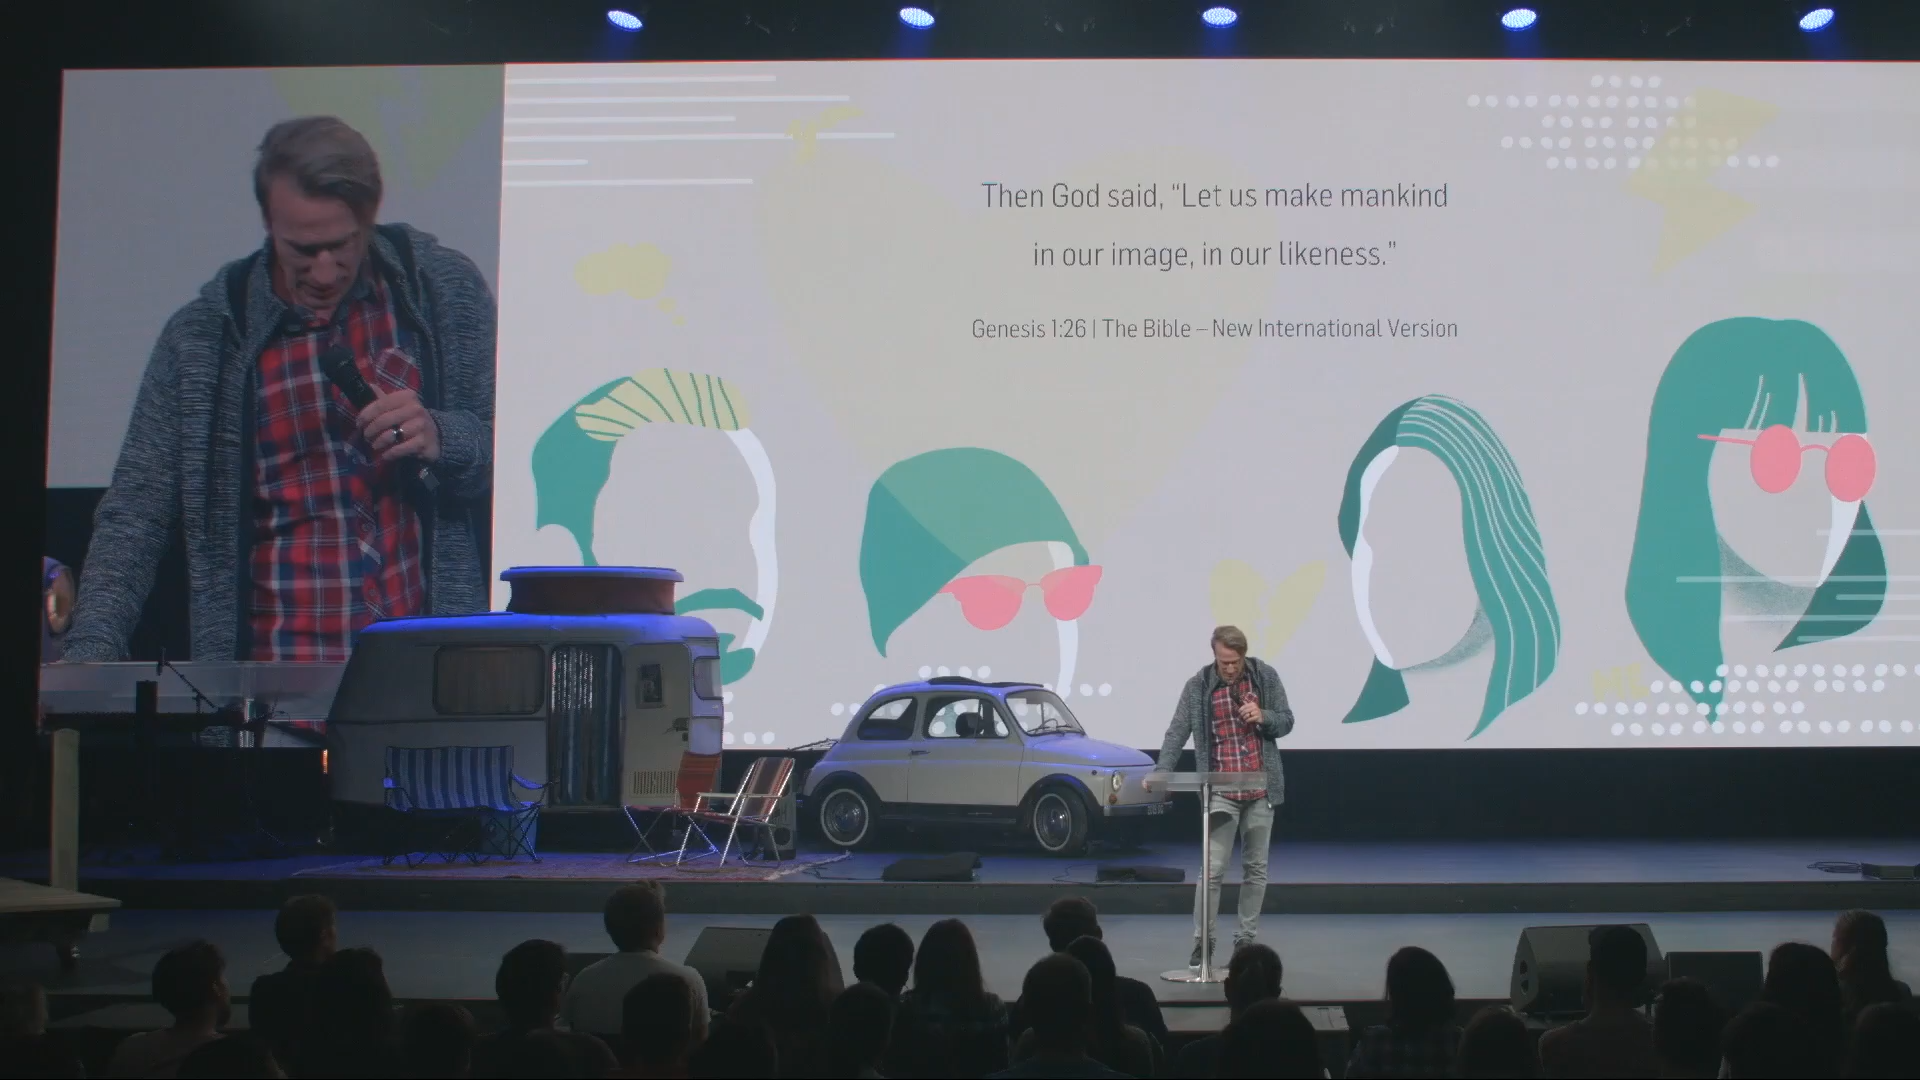 Then God said, “Let us make mankind
in our image, in our likeness.”
Genesis 1:26 | The Bible – New International Version